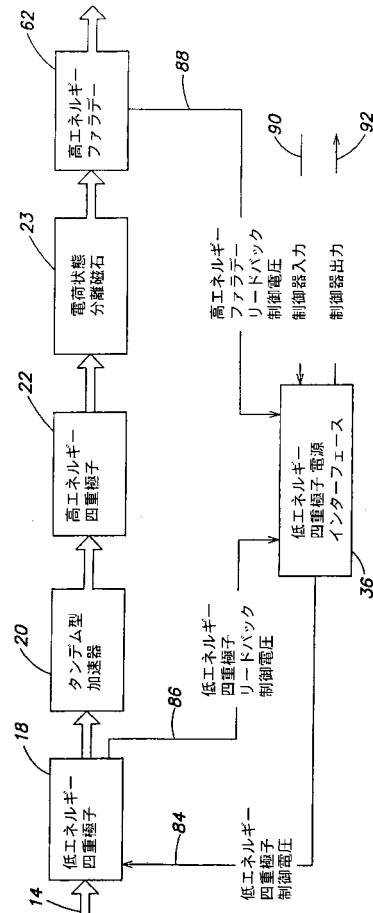 14
18
低エネルギー
四重極子
20
タンデム型
加速器
22
高エネルギー
四重極子
23
電荷状態
分離磁石
62
高エネルギー
ファラデー
84
低エネルギー
四重極子
制御電圧
86
低エネルギー
四重極子
リードバック
制御電圧
88
高エネルギー
ファラデー
リードバック
制御電圧
低エネルギー
四重極子電源
インターフェース
36
制御器入力
90
制御器出力
92